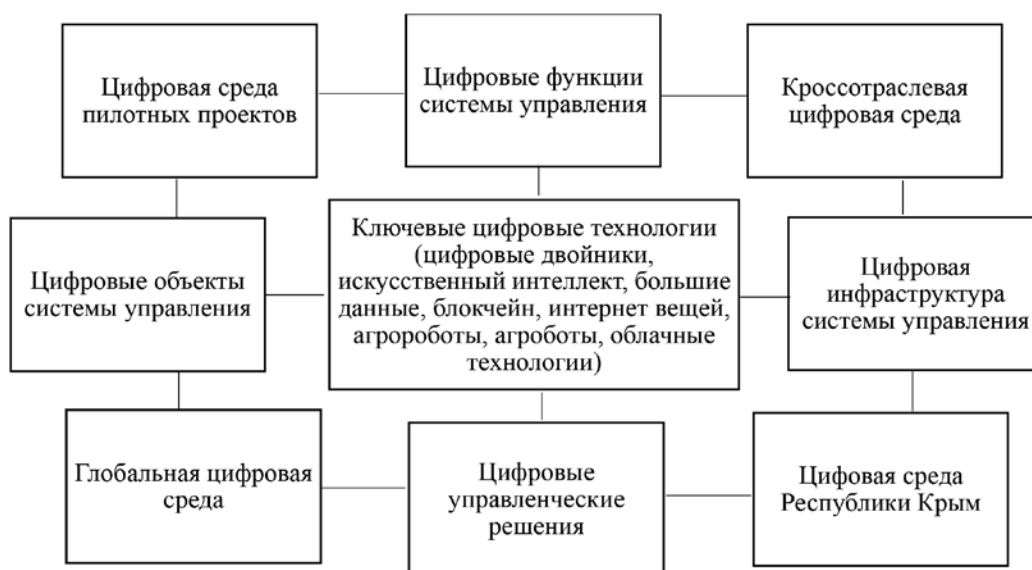 Цифровая среда
пилотных проектов
Цифровые функции
системы управления
Кроссотраслевая
цифровая среда
Цифровые объекты
системы управления
Ключевые цифровые технологии
(цифровые двойники,
искусственный интеллект, большие
данные, блокчейн, интернет вещей,
агророботы, агроботы, облачные
технологии)
Цифровая
инфраструктура
системы управления
Глобальная цифровая
среда
Цифровые
управленческие
решения
Цифовая среда
Республики Крым